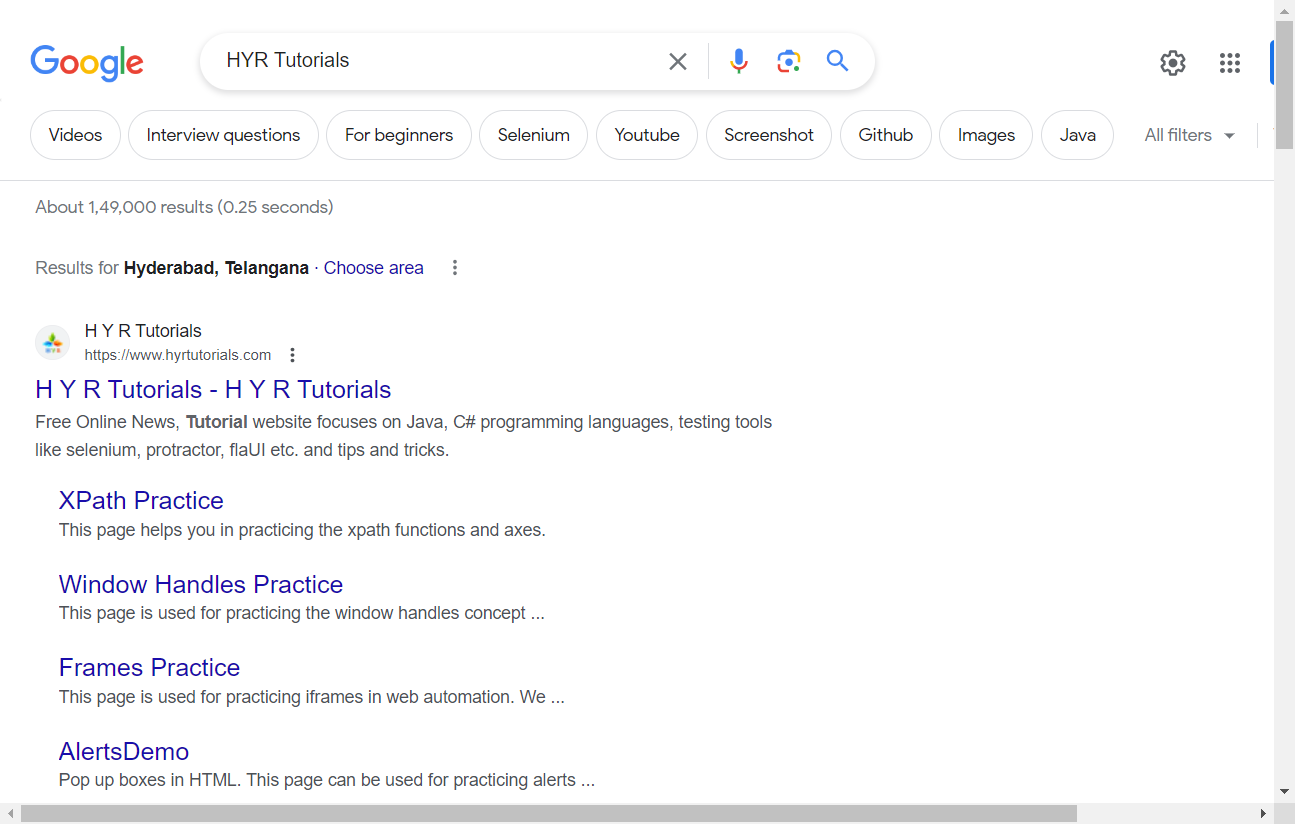 Google
HYR Tutorials
Videos
Interview questions
For beginners
Selenium
Youtube
Screenshot
Github
Images
Java
All filters
About 1,49,000 results (0.25 seconds)
Results for Hyderabad, Telangana · Choose area
H Y R Tutorials
https://www.hyrtutorials.com
H Y R Tutorials - H Y R Tutorials
Free Online News, Tutorial website focuses on Java, C# programming languages, testing tools
like selenium, protractor, flaUI etc. and tips and tricks.
XPath Practice
This page helps you in practicing the xpath functions and axes.
Window Handles Practice
This page is used for practicing the window handles concept ...
Frames Practice
This page is used for practicing iframes in web automation. We ...
AlertsDemo
Pop up boxes in HTML. This page can be used for practicing alerts ...